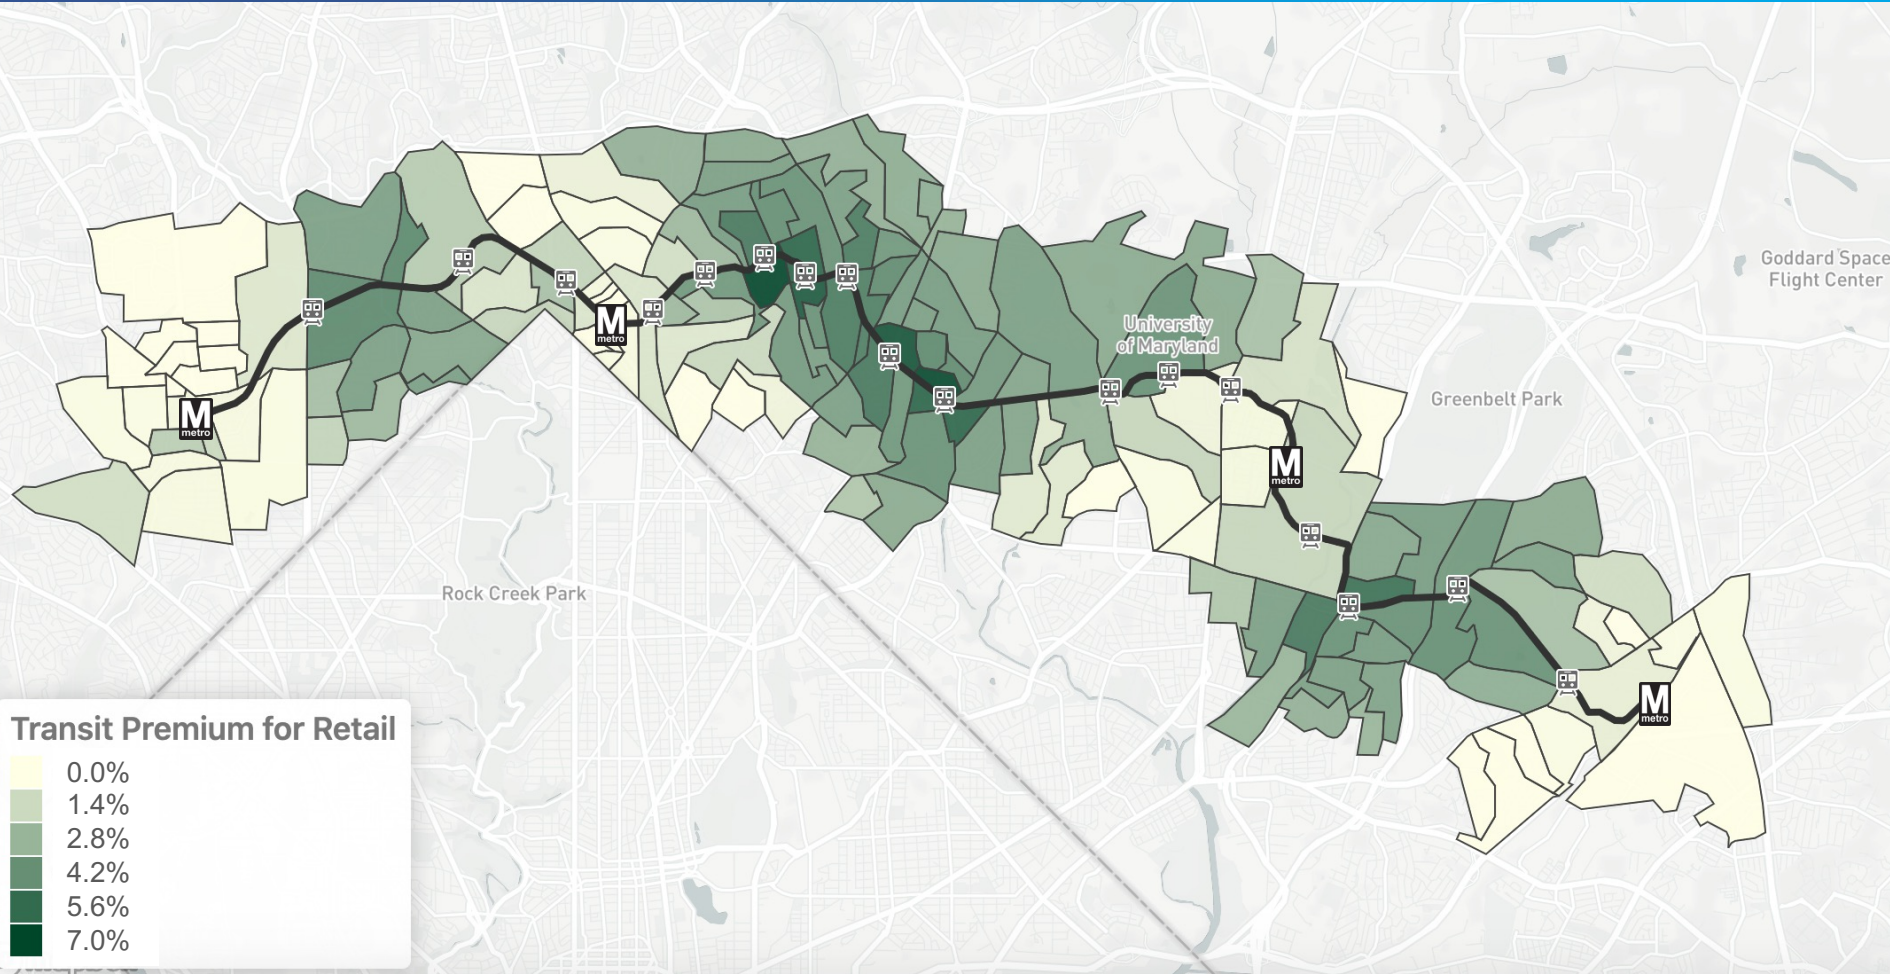 Goddard Space
Flight Center
University
of Maryland
Greenbelt Park
M
metro
M
metro
M
metro
Rock Creek Park
M
metro
Transit Premium for Retail
0.0%
1.4%
2.8%
4.2%
5.6%
7.0%